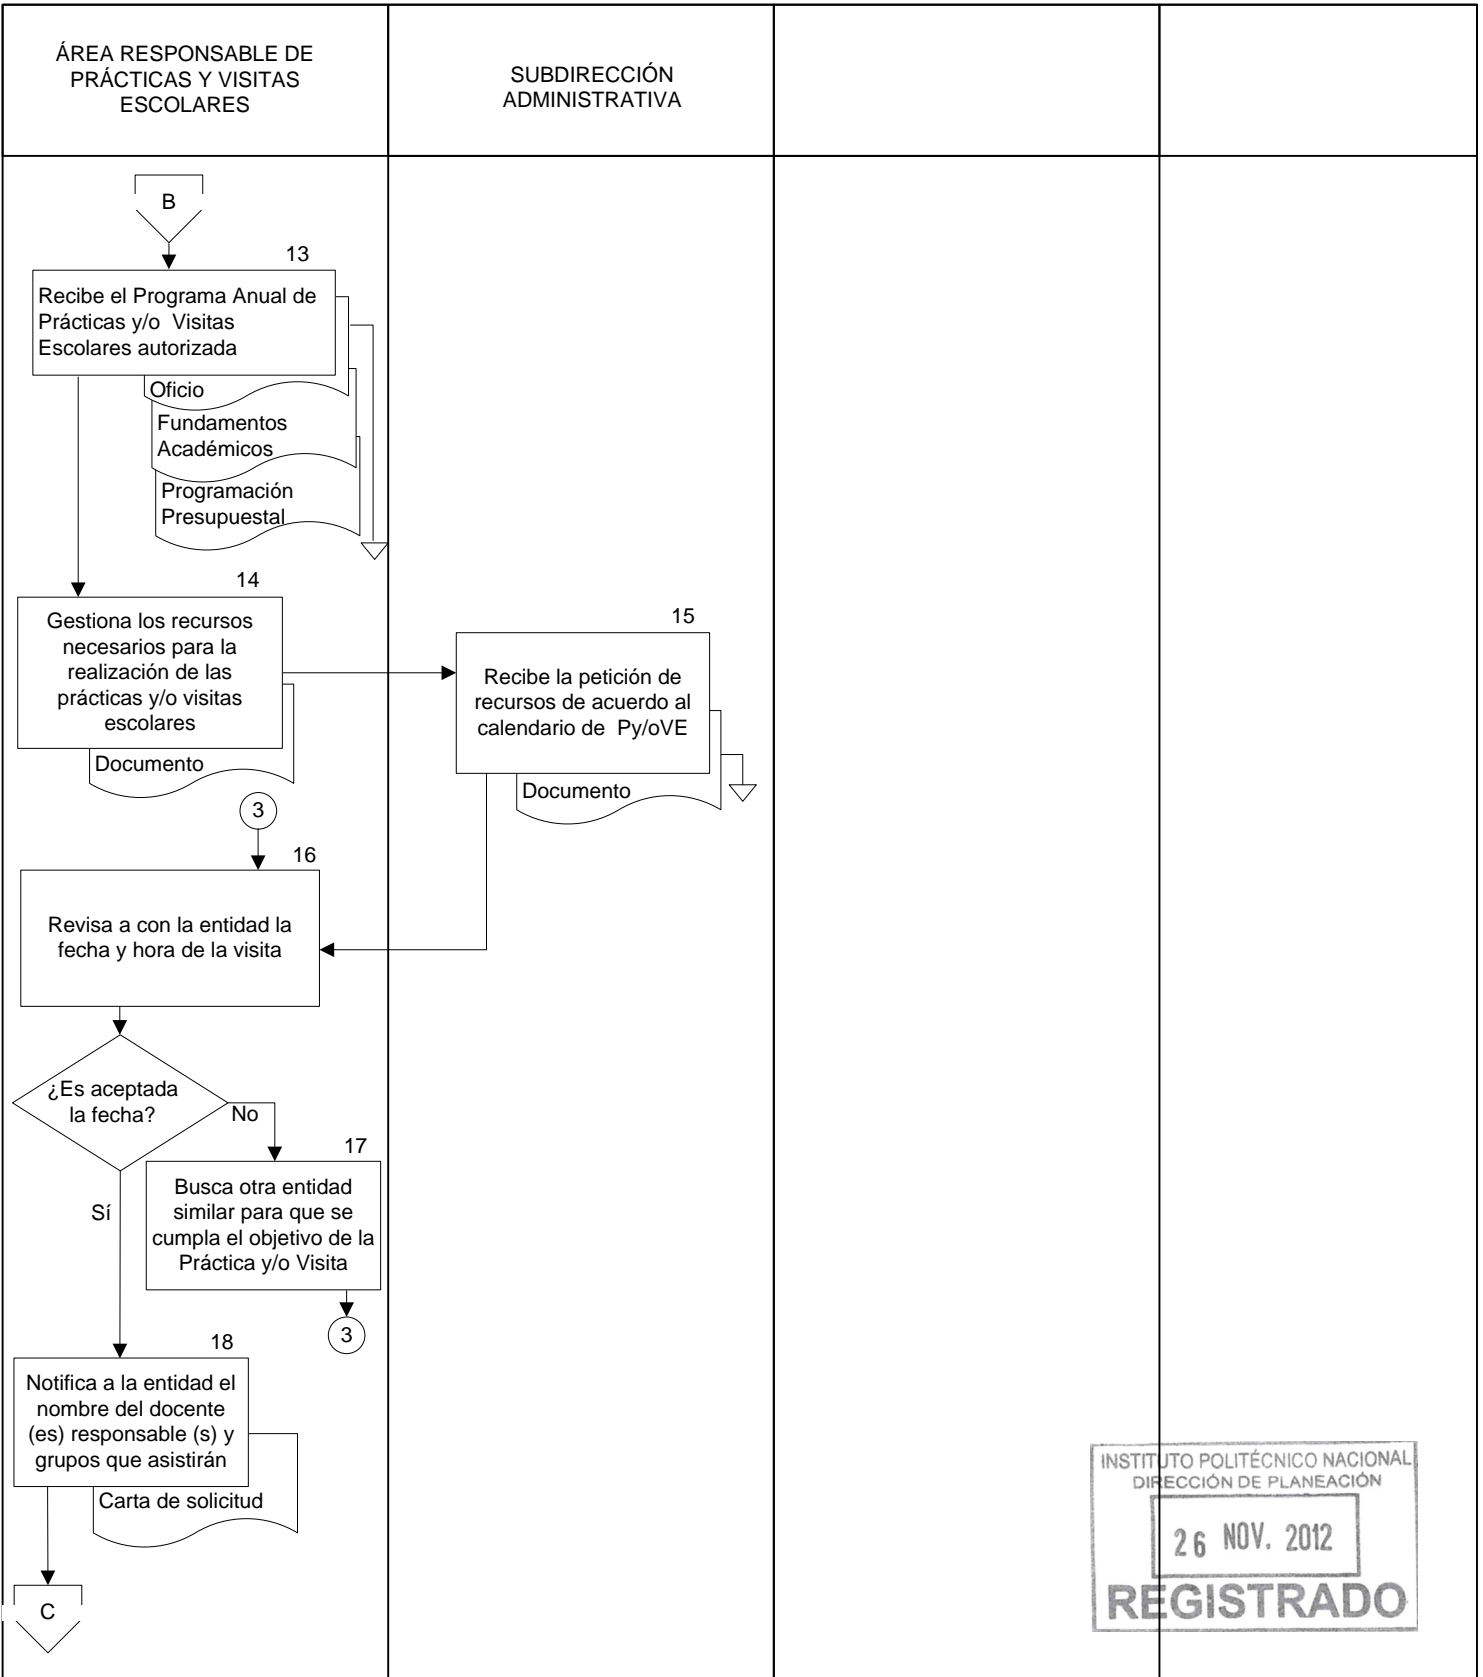 ÁREA RESPONSABLE DE
PRÁCTICAS Y VISITAS
ESCOLARES
SUBDIRECCIÓN
ADMINISTRATIVA
B
13
Recibe el Programa Anual de
Prácticas y/o Visitas
Escolares autorizada
Oficio
Fundamentos
Académicos
Programación
Presupuestal
14
Gestiona los recursos
necesarios para la
realización de las
prácticas y/o visitas
escolares
Documento
15
Recibe la petición de
recursos de acuerdo al
calendario de Py/oVE
Documento
3
16
Revisa a con la entidad la
fecha y hora de la visita
¿Es aceptada
la fecha?
No
Sí
17
Busca otra entidad
similar para que se
cumpla el objetivo de la
Práctica y/o Visita
3
18
Notifica a la entidad el
nombre del docente
(es) responsable (s) y
grupos que asistirán
Carta de solicitud
C
INSTITUTO POLITÉCNICO NACIONAL
DIRECCIÓN DE PLANEACIÓN
26 NOV. 2012
REGISTRADO